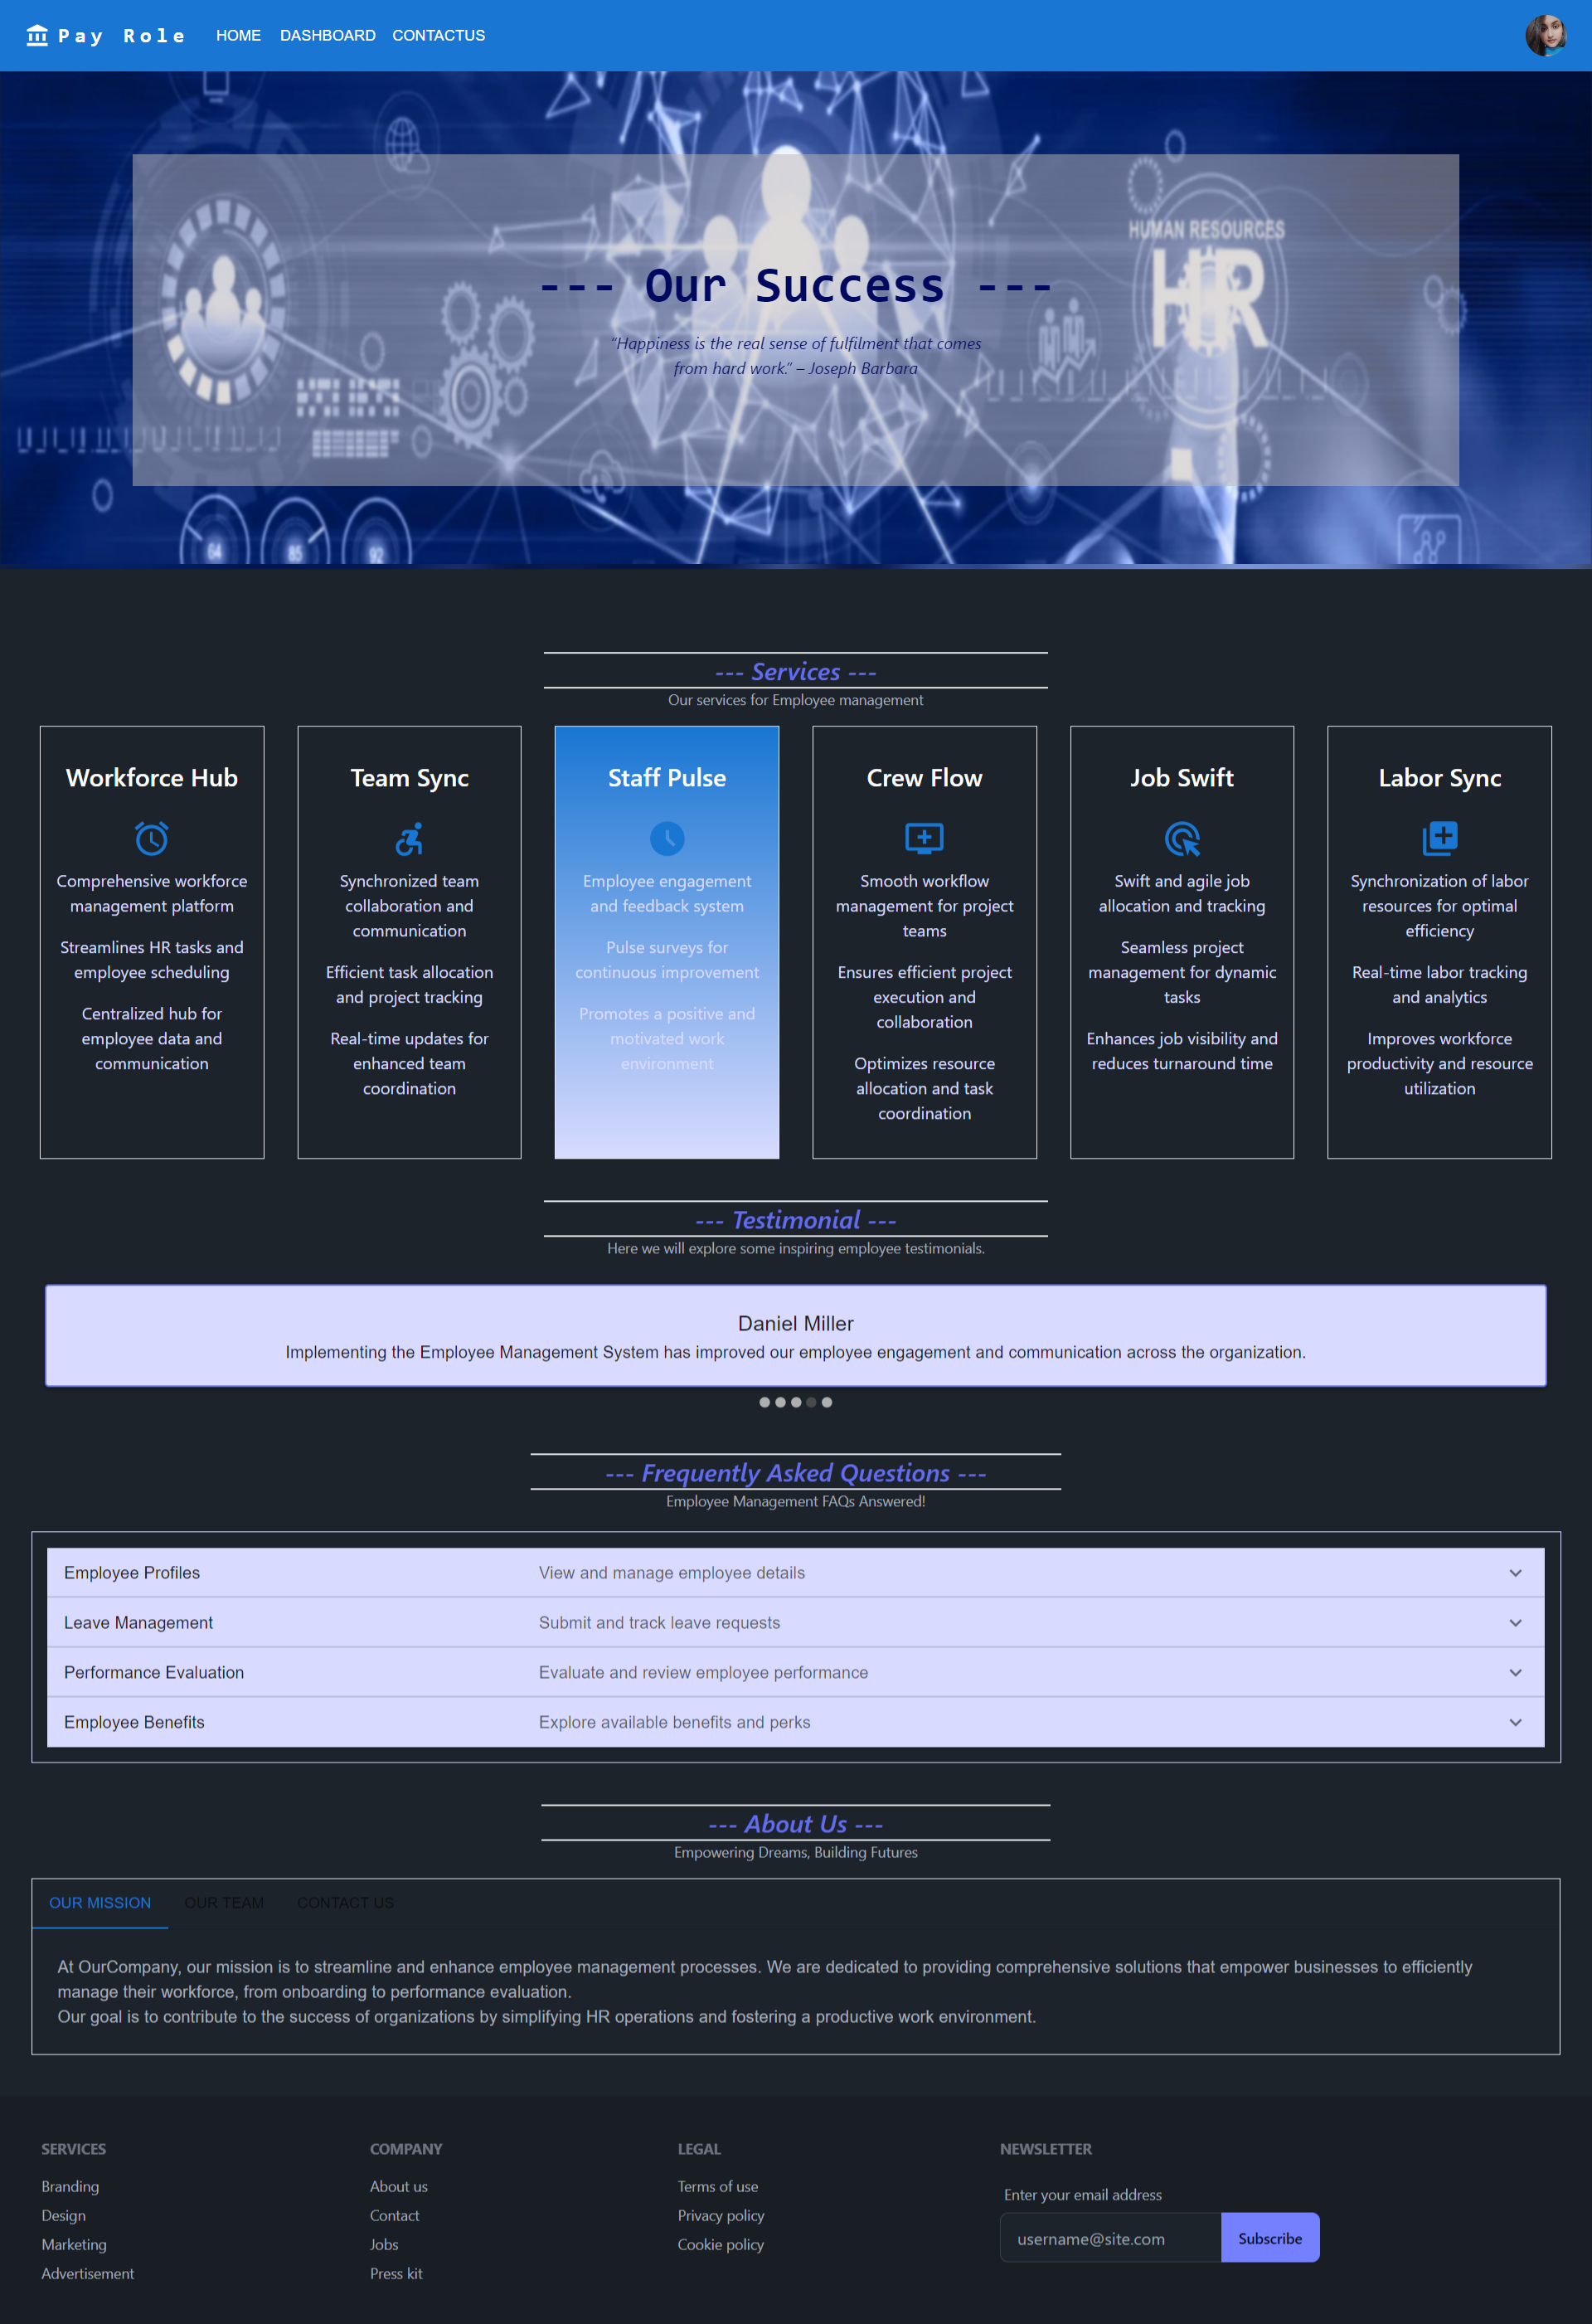 Pay Role HOME DASHBOARD CONTACTUS
HUMAN RESOURCES
HR
--- Our Success ---
“Happiness is the real sense of fulfilment that comes
from hard work.” – Joseph Barbara
64 85 92
--- Services ---
Our services for Employee management
Workforce Hub
Comprehensive workforce
management platform
Streamlines HR tasks and
employee scheduling
Centralized hub for
employee data and
communication
Team Sync
Synchronized team
collaboration and
communication
Efficient task allocation
and project tracking
Real-time updates for
enhanced team
coordination
Staff Pulse
Employee engagement
and feedback system
Pulse surveys for
continuous improvement
Promotes a positive and
motivated work
environment
Crew Flow
Smooth workflow
management for project
teams
Ensures efficient project
execution and
collaboration
Optimizes resource
allocation and task
coordination
Job Swift
Swift and agile job
allocation and tracking
Seamless project
management for dynamic
tasks
Enhances job visibility and
reduces turnaround time
Labor Sync
Synchronization of labor
resources for optimal
efficiency
Real-time labor tracking
and analytics
Improves workforce
productivity and resource
utilization
--- Testimonial ---
Here we will explore some inspiring employee testimonials.
Daniel Miller
Implementing the Employee Management System has improved our employee engagement and communication across the organization.
--- Frequently Asked Questions ---
Employee Management FAQs Answered!
Employee Profiles View and manage employee details
Leave Management Submit and track leave requests
Performance Evaluation Evaluate and review employee performance
Employee Benefits Explore available benefits and perks
--- About Us ---
Empowering Dreams, Building Futures
OUR MISSION OUR TEAM CONTACT US
At OurCompany, our mission is to streamline and enhance employee management processes. We are dedicated to providing comprehensive solutions that empower businesses to efficiently
manage their workforce, from onboarding to performance evaluation.
Our goal is to contribute to the success of organizations by simplifying HR operations and fostering a productive work environment.
SERVICES
Branding
Design
Marketing
Advertisement
COMPANY
About us
Contact
Jobs
Press kit
LEGAL
Terms of use
Privacy policy
Cookie policy
NEWSLETTER
Enter your email address
username@site.com Subscribe